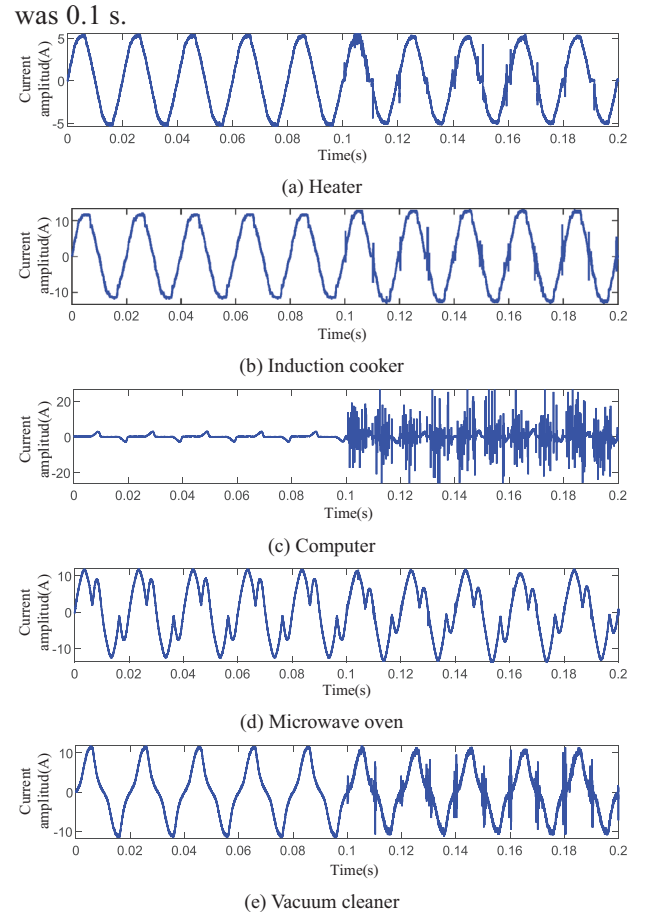 was 0.1 s.
Current
amplitud(A)
5
0
-5
0 0.02 0.04 0.06 0.08 0.1 0.12 0.14 0.16 0.18 0.2
Time(s)
(a) Heater
Current
amplitud(A)
10
0
-10
0 0.02 0.04 0.06 0.08 0.1 0.12 0.14 0.16 0.18 0.2
Time(s)
(b) Induction cooker
Current
amplitud(A)
20
0
-20
0 0.02 0.04 0.06 0.08 0.1 0.12 0.14 0.16 0.18 0.2
Time(s)
(c) Computer
Current
amplitud(A)
10
0
-10
0 0.02 0.04 0.06 0.08 0.1 0.12 0.14 0.16 0.18 0.2
Time(s)
(d) Microwave oven
Current
amplitud(A)
10
0
-10
0 0.02 0.04 0.06 0.08 0.1 0.12 0.14 0.16 0.18 0.2
Time(s)
(e) Vacuum cleaner